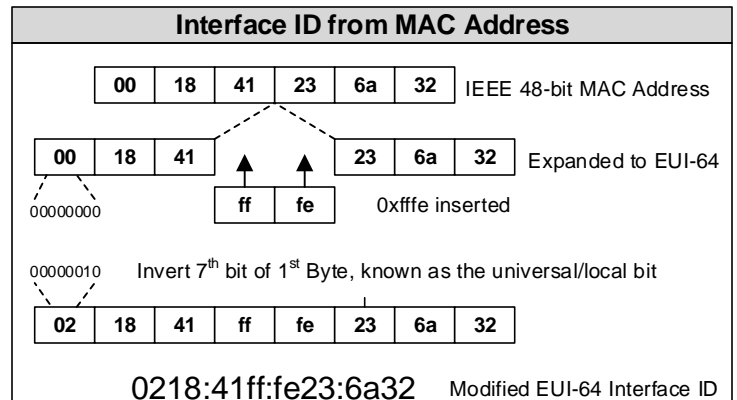 Interface ID from MAC Address
00 18 41 23 6a 32 IEEE 48-bit MAC Address
00 18 41 23 6a 32 Expanded to EUI-64
00000000 ff fe 0xfffe inserted
00000010 Invert 7th bit of 1st Byte, known as the universal/local bit
02 18 41 ff fe 23 6a 32
0218:41ff:fe23:6a32 Modified EUI-64 Interface ID